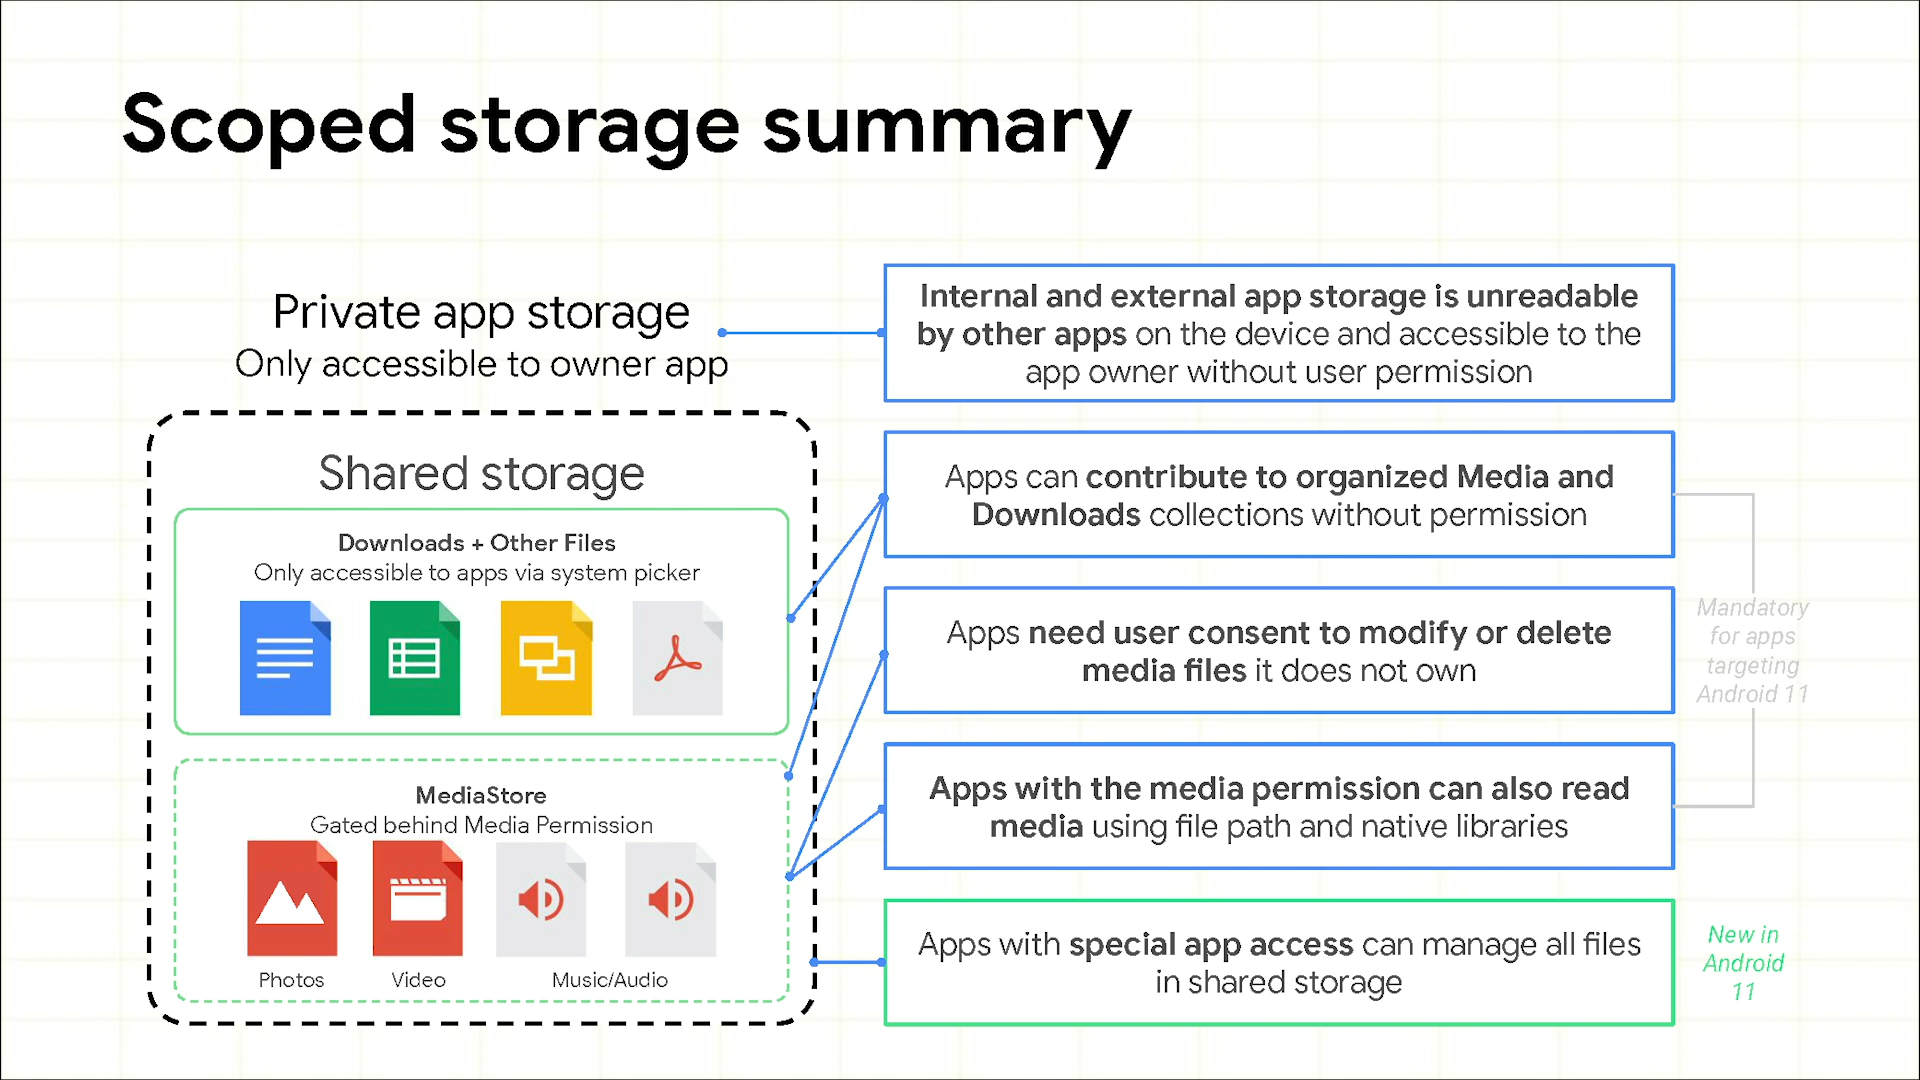 Scoped storage summary
Private app storage
Only accessible to owner app
Internal and external app storage is unreadable
by other apps on the device and accessible to the
app owner without user permission
Shared storage
Downloads + Other Files
Only accessible to apps via system picker
MediaStore
Gated behind Media Permission
Photos
Video
Music/Audio
Apps can contribute to organized Media and
Downloads collections without permission
Apps need user consent to modify or delete
media files it does not own
Apps with the media permission can also read
media using file path and native libraries
Mandatory
for apps
targeting
Android 11
Apps with special app access can manage all files
in shared storage
New in
Android
11